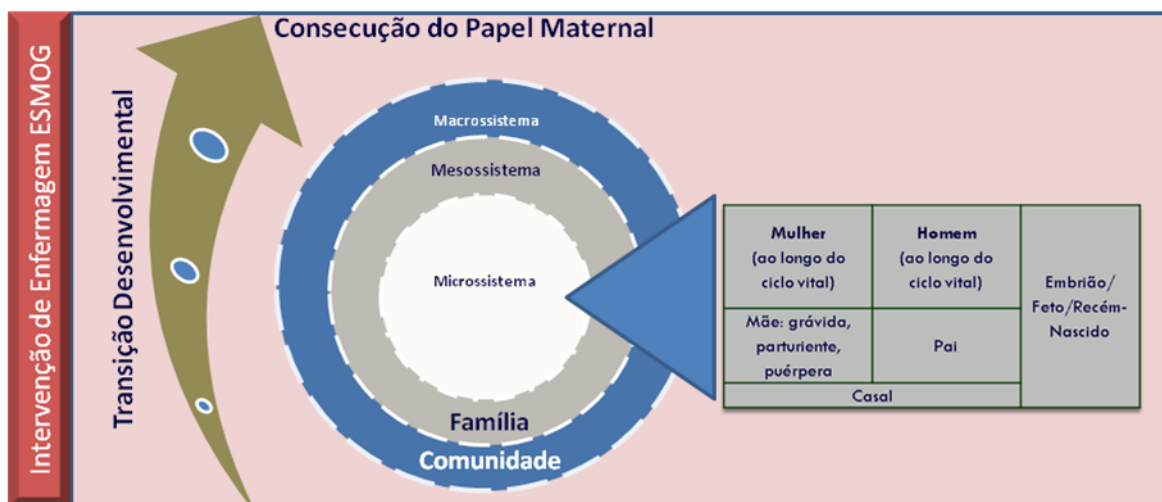 Intervenção de Enfermagem ESMOG
Transição Desenvolvimental
Consecução do Papel Maternal
Macrossistema
Mesossistema
Microssistema
Família
Comunidade
Mulher
(ao longo do
ciclo vital)
Homem
(ao longo do
ciclo vital)
Embrião/
Feto/Recém-
Nascido
Mãe: grávida,
parturiente,
puérpera
Pai
Casal